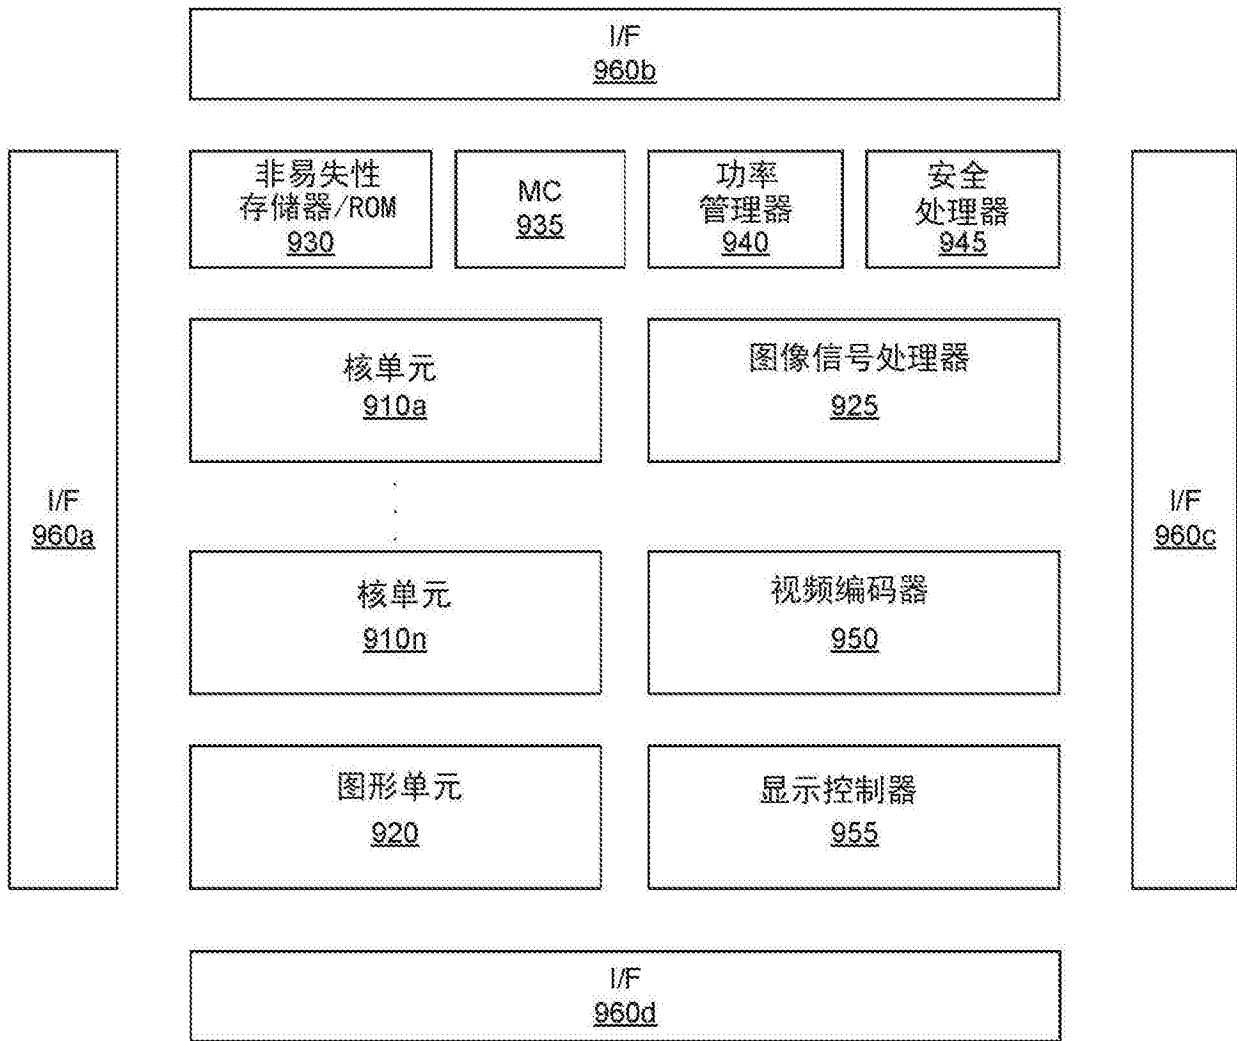 I/F
960b
非易失性
存储器/ROM
930
MC
935
功率
管理器
940
安全
处理器
945
核单元
910a
图像信号处理器
925
I/F
960a
I/F
960c
核单元
910n
视频编码器
950
图形单元
920
显示控制器
955
I/F
960d